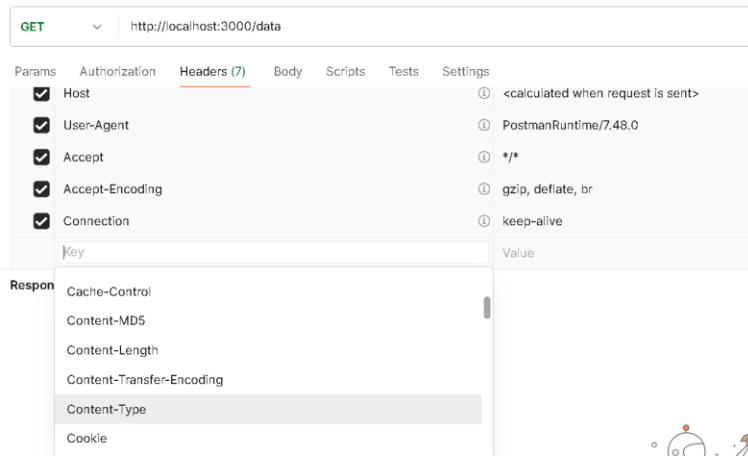 GET http://localhost:3000/data
Params Authorization Headers (7) Body Scripts Tests Settings
Host <calculated when request is sent>
User-Agent PostmanRuntime/7.48.0
Accept */*
Accept-Encoding gzip, deflate, br
Connection keep-alive
Key Value
Respon
Cache-Control
Content-MD5
Content-Length
Content-Transfer-Encoding
Content-Type
Cookie